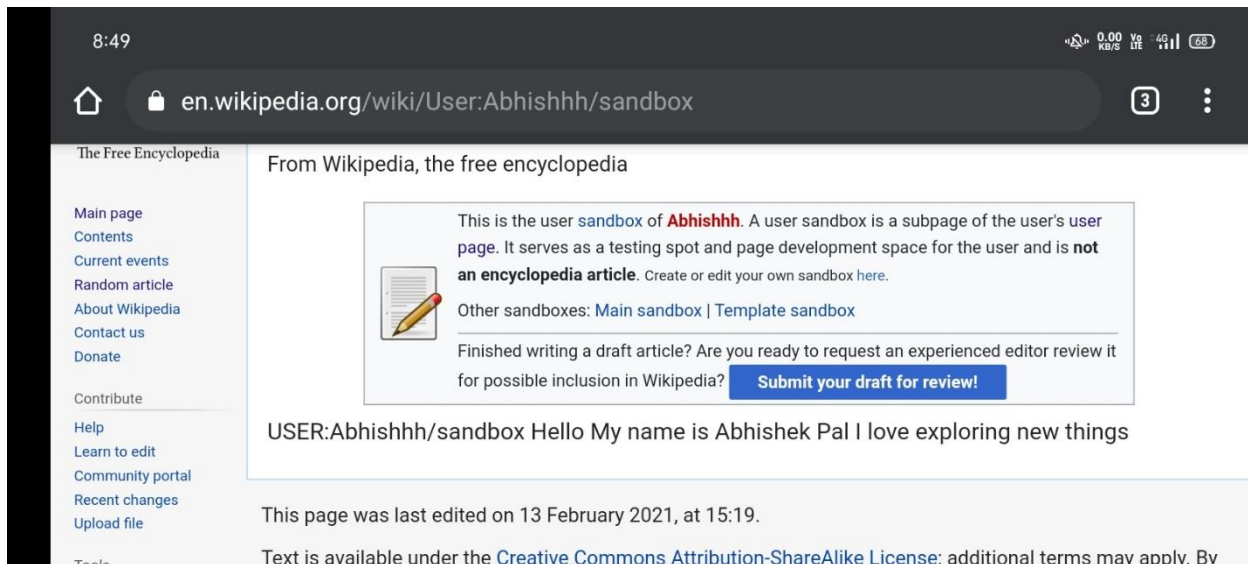 8:49
0.00 KB/S Vo LTE 4G 68
en.wikipedia.org/wiki/User:Abhishhh/sandbox 3
The Free Encyclopedia
Main page
Contents
Current events
Random article
About Wikipedia
Contact us
Donate
Contribute
Help
Learn to edit
Community portal
Recent changes
Upload file
Tools
From Wikipedia, the free encyclopedia
This is the user sandbox of Abhishhh. A user sandbox is a subpage of the user's user
page. It serves as a testing spot and page development space for the user and is not
an encyclopedia article. Create or edit your own sandbox here.
Other sandboxes: Main sandbox | Template sandbox
Finished writing a draft article? Are you ready to request an experienced editor review it
for possible inclusion in Wikipedia? Submit your draft for review!
USER:Abhishhh/sandbox Hello My name is Abhishek Pal I love exploring new things
This page was last edited on 13 February 2021, at 15:19.
Text is available under the Creative Commons Attribution-ShareAlike License; additional terms may apply. By